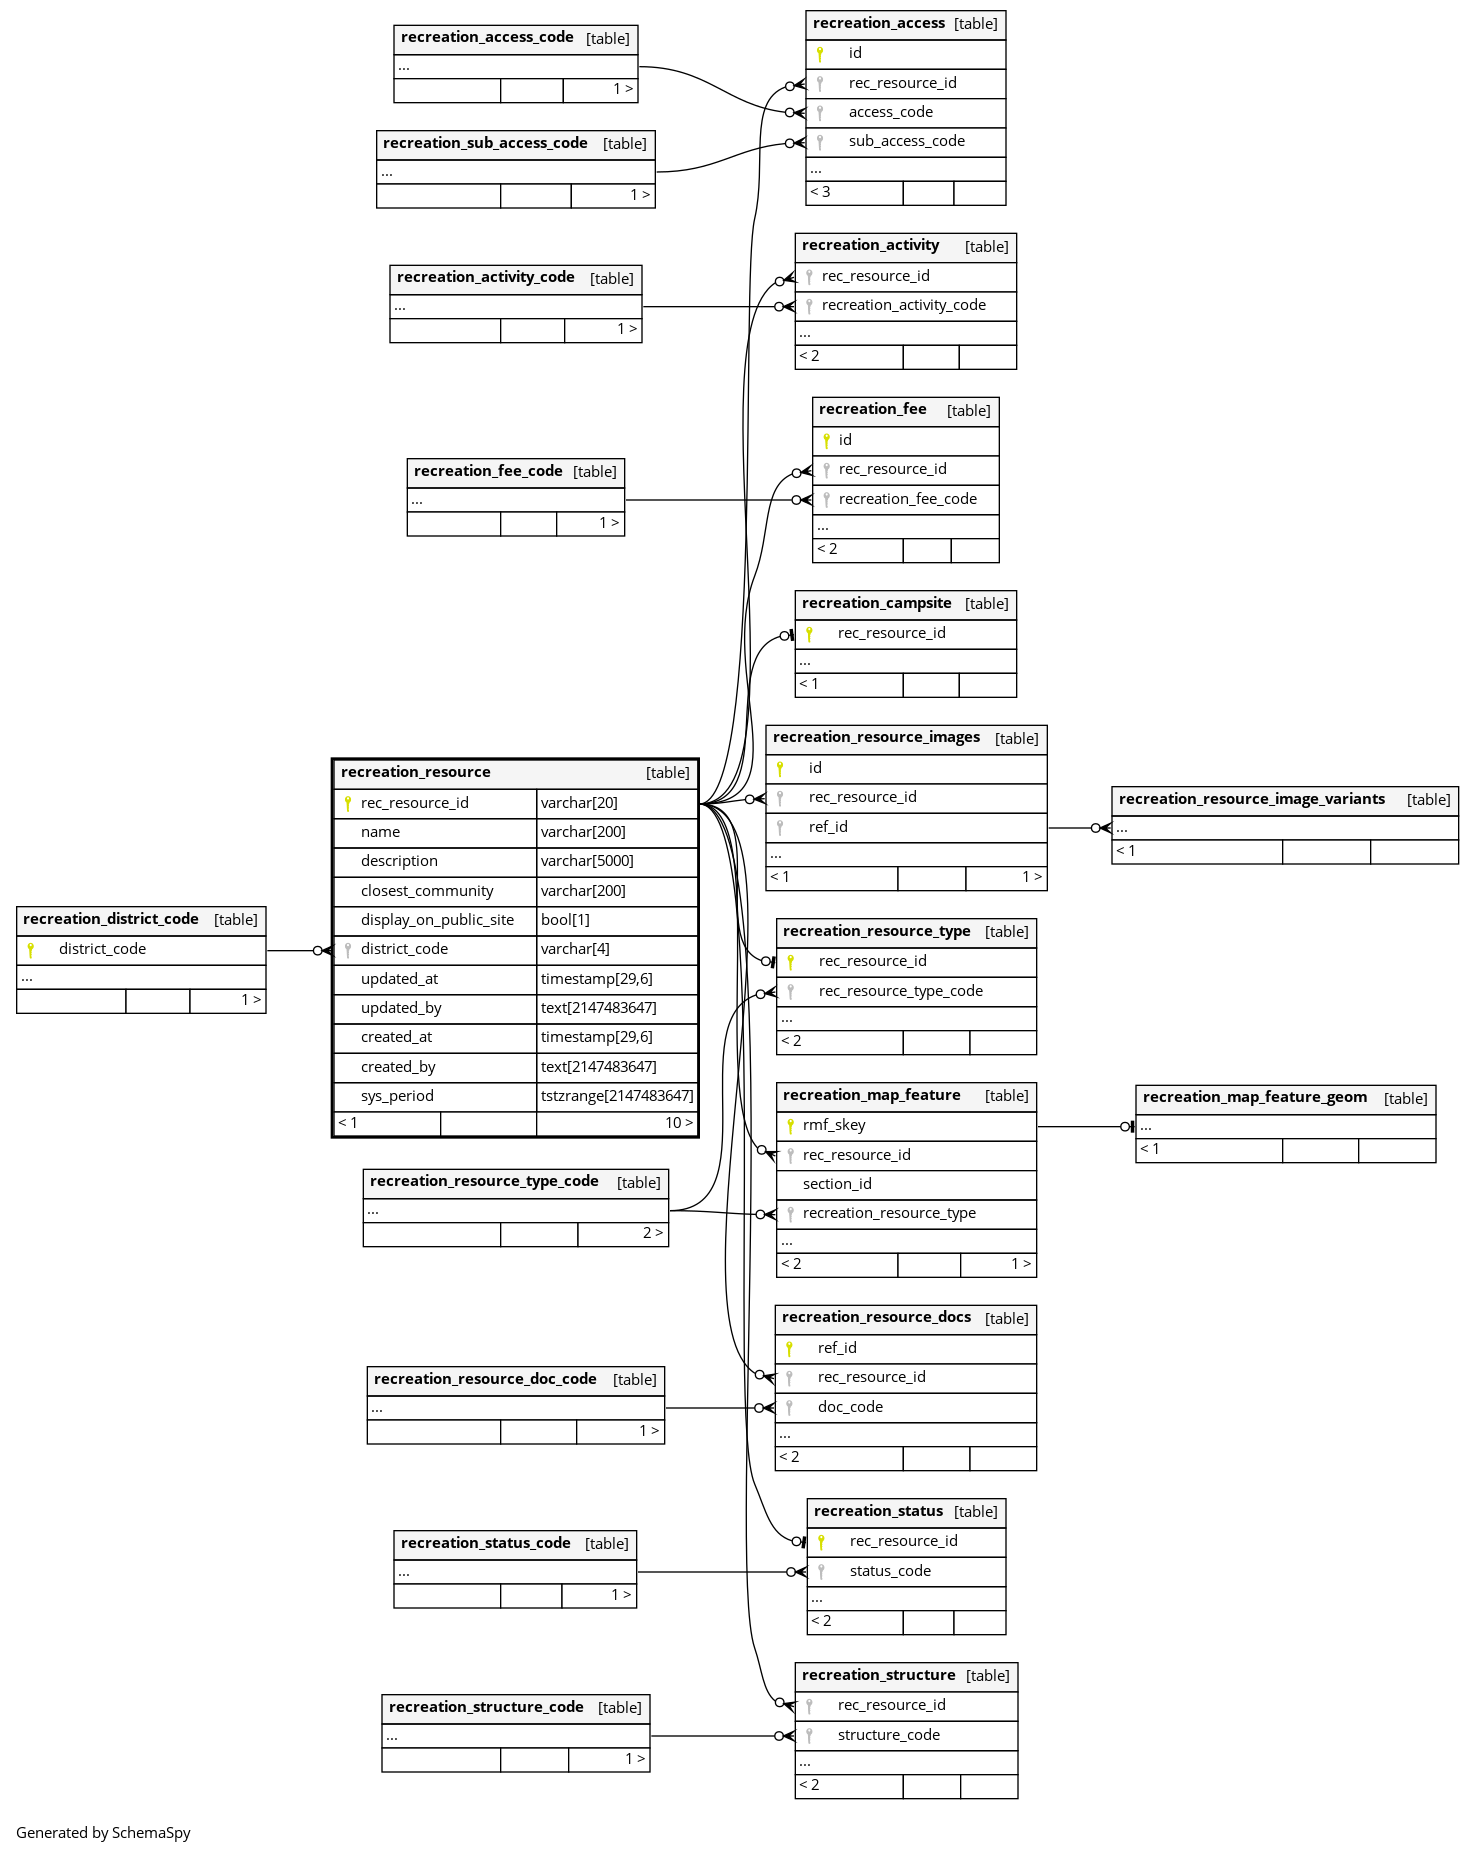 recreation_access_code [table]
...
1 >
recreation_sub_access_code [table]
...
1 >
recreation_activity_code [table]
...
1 >
recreation_fee_code [table]
...
1 >
recreation_district_code [table]
district_code
...
1 >
recreation_resource [table]
rec_resource_id varchar[20]
name varchar[200]
description varchar[5000]
closest_community varchar[200]
display_on_public_site bool[1]
district_code varchar[4]
updated_at timestamp[29,6]
updated_by text[2147483647]
created_at timestamp[29,6]
created_by text[2147483647]
sys_period tstzrange[2147483647]
< 1 10 >
recreation_resource_type_code [table]
...
2 >
recreation_resource_doc_code [table]
...
1 >
recreation_status_code [table]
...
1 >
recreation_structure_code [table]
...
1 >
recreation_access [table]
id
rec_resource_id
access_code
sub_access_code
...
< 3
recreation_activity [table]
rec_resource_id
recreation_activity_code
...
< 2
recreation_fee [table]
id
rec_resource_id
recreation_fee_code
...
< 2
recreation_campsite [table]
rec_resource_id
...
< 1
recreation_resource_images [table]
id
rec_resource_id
ref_id
...
< 1 1 >
recreation_resource_image_variants [table]
...
< 1
recreation_resource_type [table]
rec_resource_id
rec_resource_type_code
...
< 2
recreation_map_feature [table]
rmf_skey
rec_resource_id
section_id
recreation_resource_type
...
< 2 1 >
recreation_map_feature_geom [table]
...
< 1
recreation_resource_docs [table]
ref_id
rec_resource_id
doc_code
...
< 2
recreation_status [table]
rec_resource_id
status_code
...
< 2
recreation_structure [table]
rec_resource_id
structure_code
...
< 2
Generated by SchemaSpy